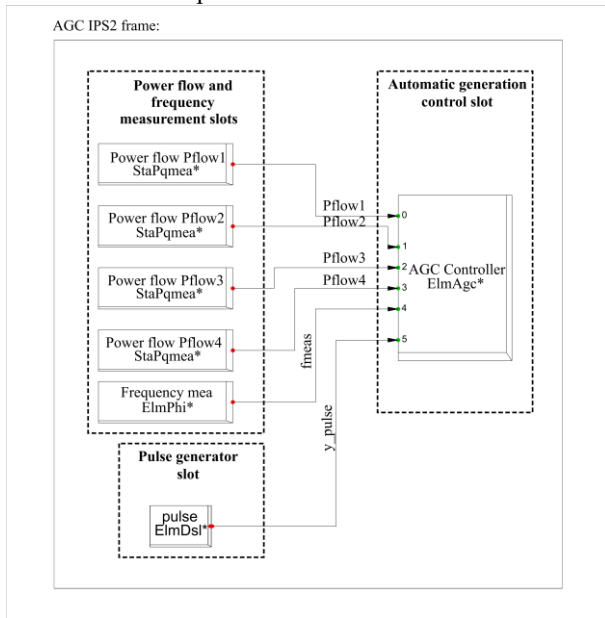 AGC IPS2 frame:
Power flow and
frequency
measurement slots
Automatic generation
control slot
Power flow Pflow1
StaPqmea*
Power flow Pflow2
StaPqmea*
Power flow Pflow3
StaPqmea*
Power flow Pflow4
StaPqmea*
Frequency mea
ElmPhi*
Pflow1
Pflow2
Pflow3
Pflow4
fmeas
y_pulse
0
1
2
3
4
5
AGC Controller
ElmAgc*
Pulse generator
slot
pulse
ElmDsl*